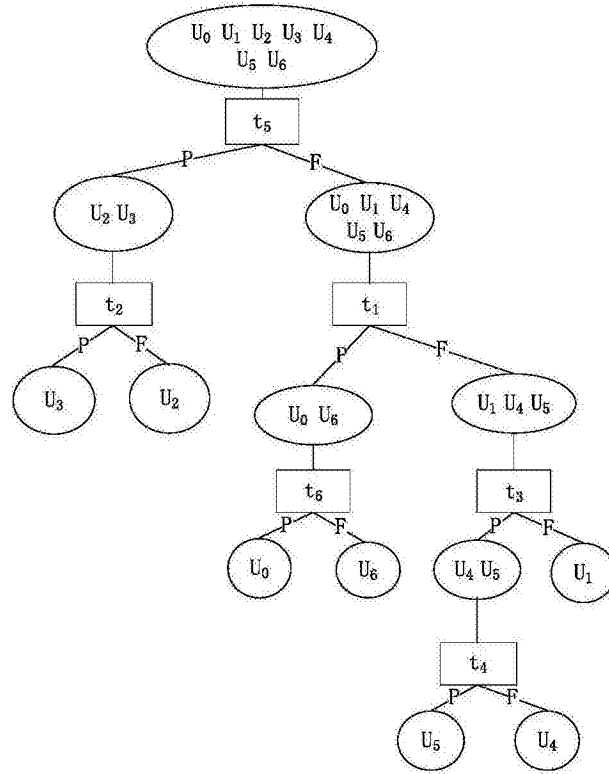 U₀ U₁ U₂ U₃ U₄
U₅ U₆
t₅
P F
U₂ U₃
U₀ U₁ U₄
U₅ U₆
t₂ t₁
P F P F
U₃ U₂
U₀ U₆ U₁ U₄ U₅
t₆ t₃
P F P F
U₀ U₆ U₄ U₅ U₁
t₄
P F
U₅ U₄